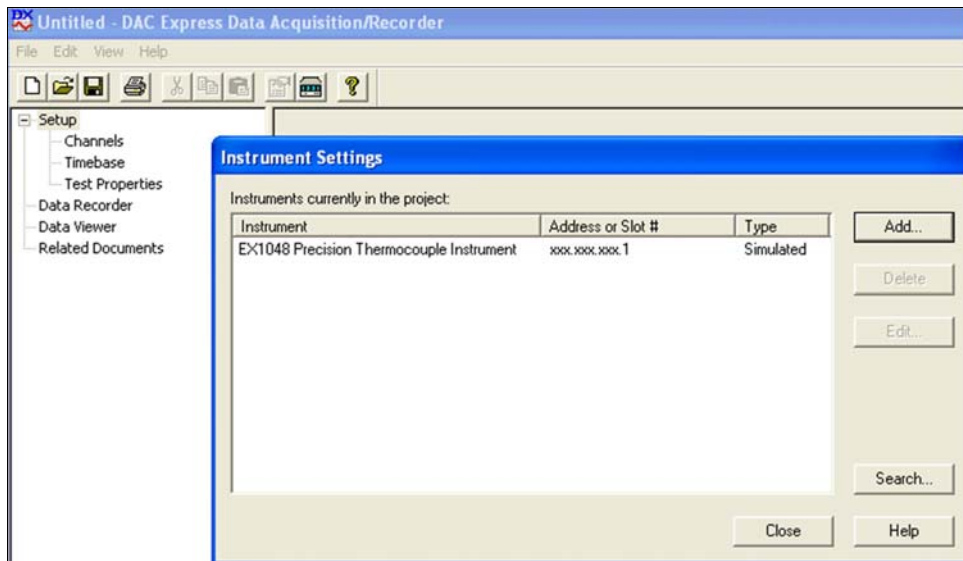 DX
Untitled - DAC Express Data Acquisition/Recorder
File Edit View Help
Setup
Channels
Timebase
Test Properties
Data Recorder
Data Viewer
Related Documents
Instrument Settings
Instruments currently in the project:
Instrument Address or Slot # Type
EX1048 Precision Thermocouple Instrument xxx.xxx.xxx.1 Simulated
Add...
Delete
Edit...
Search...
Close Help